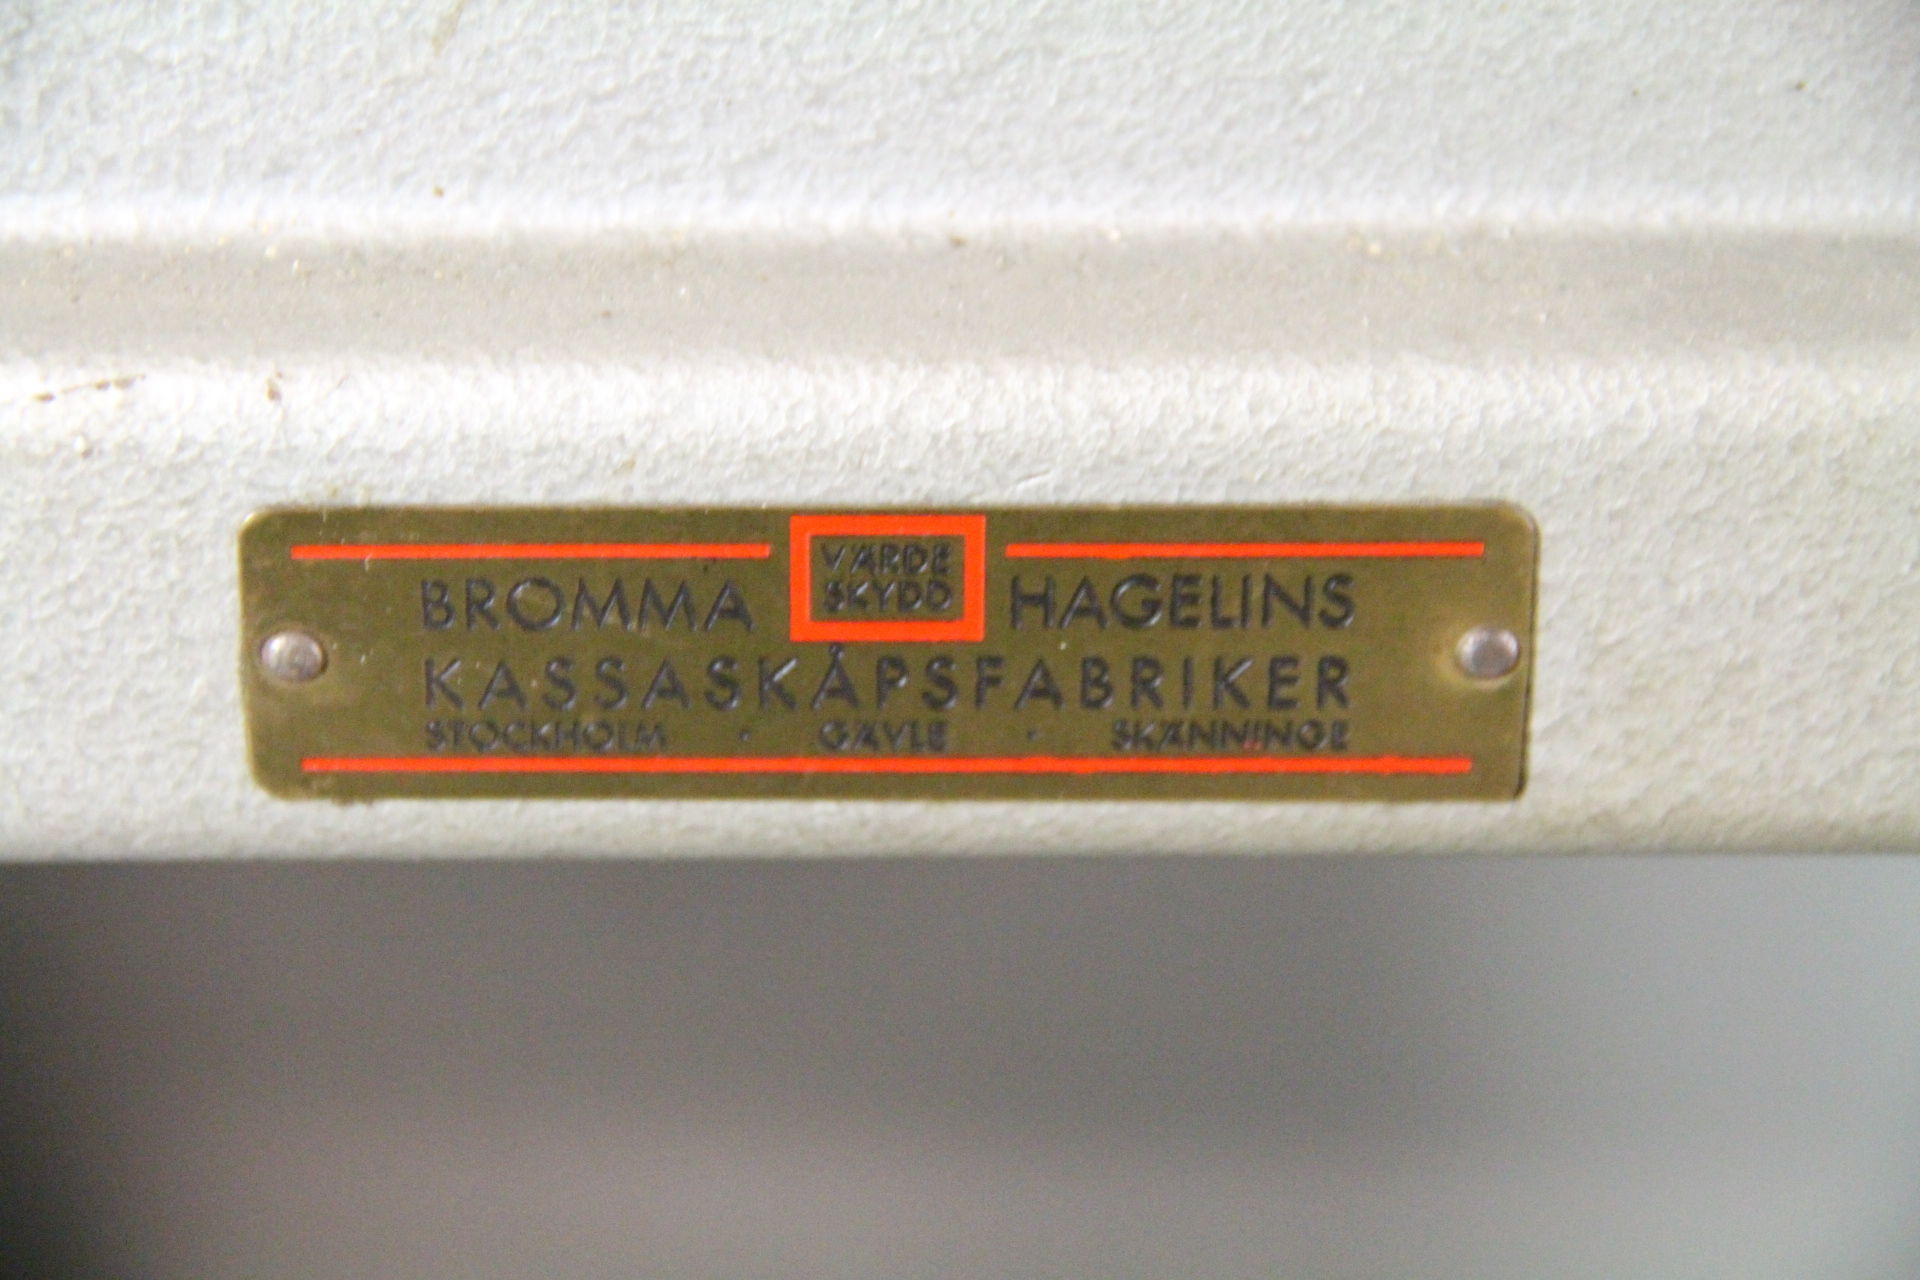 VÄRDE
SKYDD
BROMMA HAGELINS
KASSASKÅPSFABRIKER
STOCKHOLM · GÄVLE · SKÄNNINGE